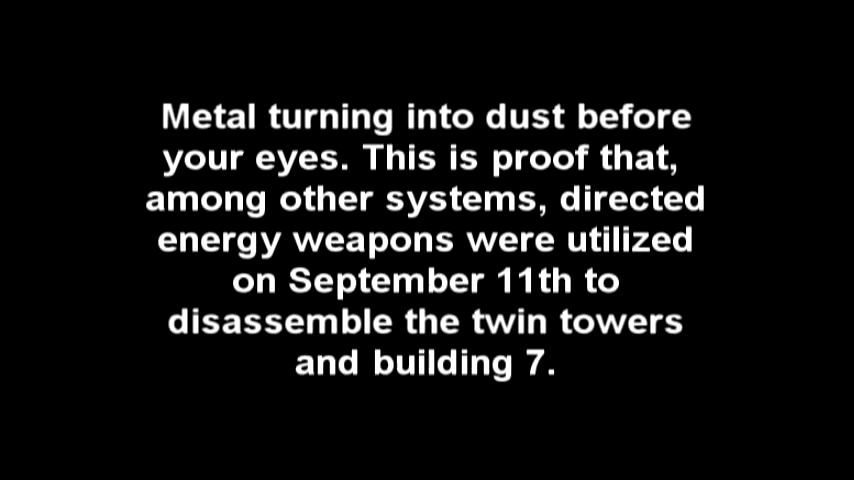 Metal turning into dust before
your eyes. This is proof that,
among other systems, directed
energy weapons were utilized
on September 11th to
disassemble the twin towers
and building 7.